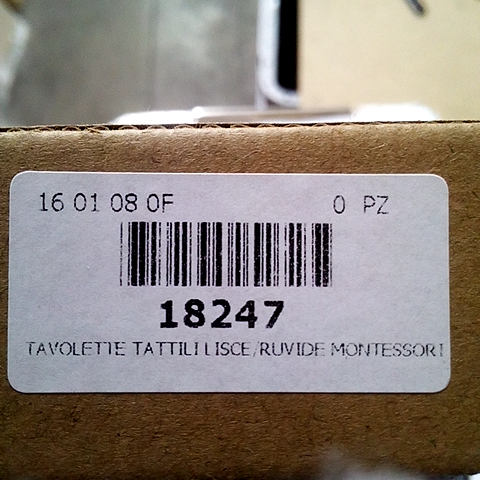 16 01 08 0F 0 PZ
18247
TAVOLETTE TATTILI LISCE/RUVIDE MONTESSORI